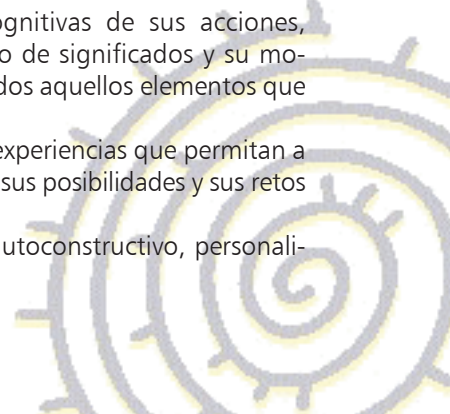 ognitivas de sus acciones,
o de significados y su mo-
dos aquellos elementos que
experiencias que permitan a
sus posibilidades y sus retos
utoconstructivo, personali-